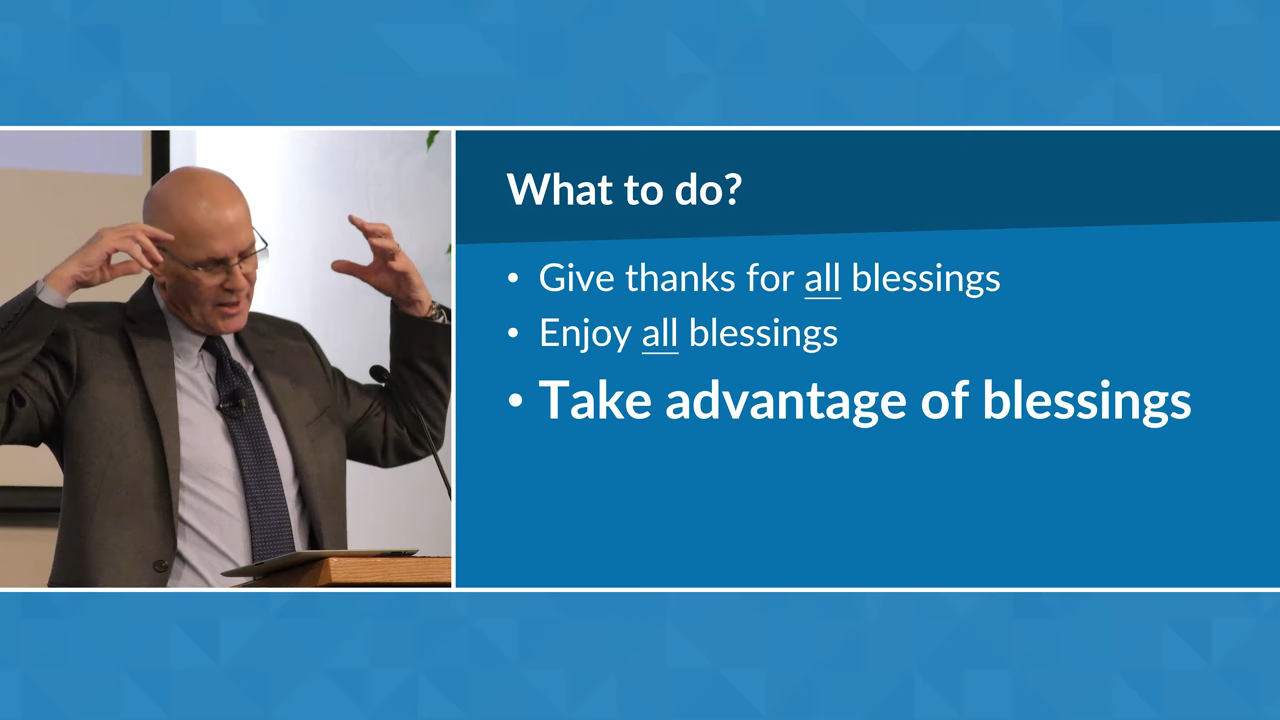 What to do?
• Give thanks for all blessings
• Enjoy all blessings
• Take advantage of blessings